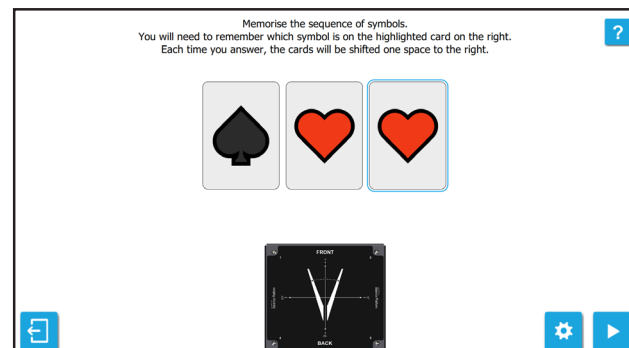 Memorise the sequence of symbols.
You will need to remember which symbol is on the highlighted card on the right.
Each time you answer, the cards will be shifted one space to the right.
?
FRONT
BACK